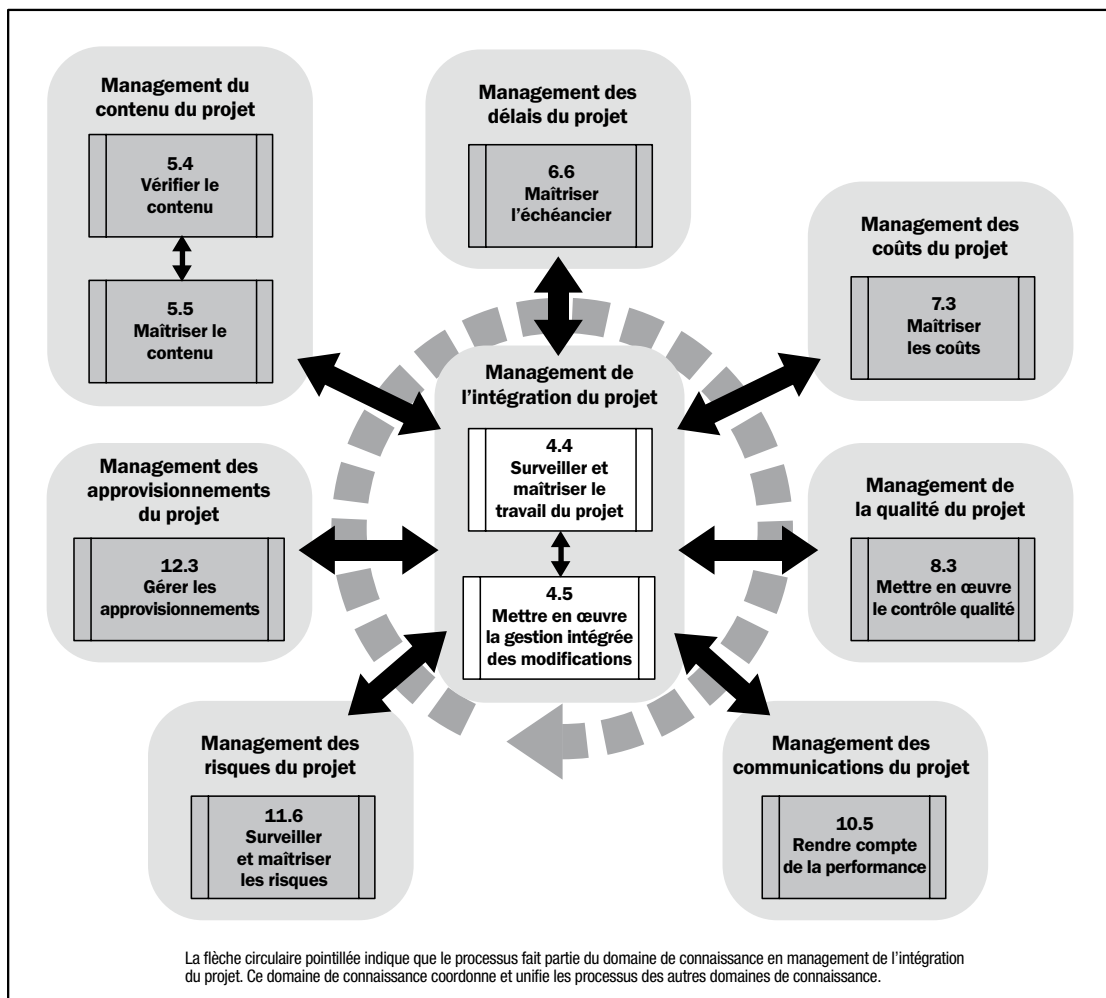 Management du
contenu du projet
5.4
Vérifier le
contenu
5.5
Maîtriser le
contenu
Management des
délais du projet
6.6
Maîtriser
l’échéancier
Management des
coûts du projet
7.3
Maîtriser
les coûts
Management de
l’intégration du projet
4.4
Surveiller et
maîtriser le
travail du projet
4.5
Mettre en œuvre
la gestion intégrée
des modifications
Management des
approvisionnements
du projet
12.3
Gérer les
approvisionnements
Management de
la qualité du projet
8.3
Mettre en œuvre
le contrôle qualité
Management des
risques du projet
11.6
Surveiller
et maîtriser
les risques
Management des
communications du projet
10.5
Rendre compte
de la performance
La flèche circulaire pointillée indique que le processus fait partie du domaine de connaissance en management de l’intégration
du projet. Ce domaine de connaissance coordonne et unifie les processus des autres domaines de connaissance.